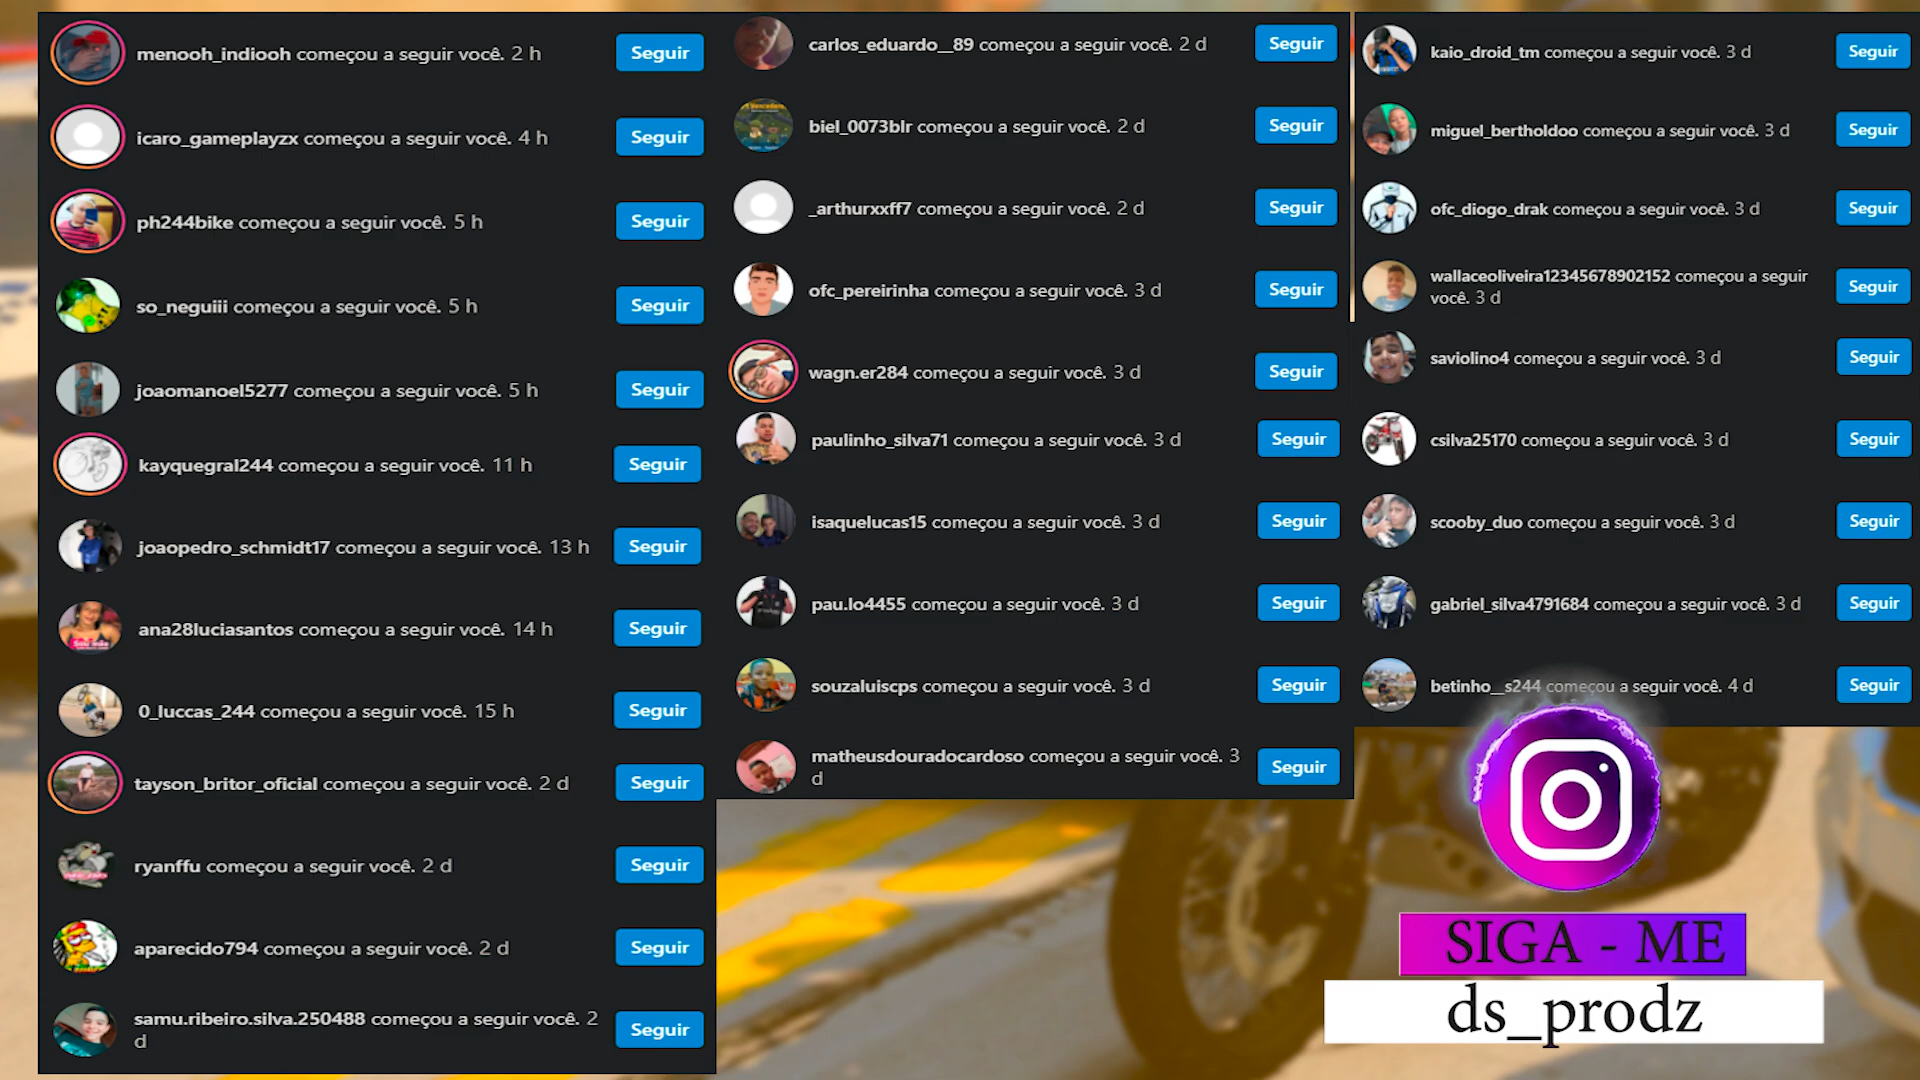 menooh_indiooh começou a seguir você. 2 h
Seguir
icaro_gameplayzx começou a seguir você. 4 h
Seguir
ph244bike começou a seguir você. 5 h
Seguir
so_neguiii começou a seguir você. 5 h
Seguir
joaomanoel5277 começou a seguir você. 5 h
Seguir
kayquegral244 começou a seguir você. 11 h
Seguir
joaopedro_schmidt17 começou a seguir você. 13 h
Seguir
ana28luciasantos começou a seguir você. 14 h
Seguir
0_luccas_244 começou a seguir você. 15 h
Seguir
tayson_britor_oficial começou a seguir você. 2 d
Seguir
ryanffu começou a seguir você. 2 d
Seguir
aparecido794 começou a seguir você. 2 d
Seguir
samu.ribeiro.silva.250488 começou a seguir você. 2
d
Seguir
carlos_eduardo__89 começou a seguir você. 2 d
Seguir
biel_0073blr começou a seguir você. 2 d
Seguir
_arthurxxff7 começou a seguir você. 2 d
Seguir
ofc_pereirinha começou a seguir você. 3 d
Seguir
wagn.er284 começou a seguir você. 3 d
Seguir
paulinho_silva71 começou a seguir você. 3 d
Seguir
isaquelucas15 começou a seguir você. 3 d
Seguir
pau.lo4455 começou a seguir você. 3 d
Seguir
souzaluiscps começou a seguir você. 3 d
Seguir
matheusdouradocardoso começou a seguir você. 3
d
Seguir
kaio_droid_tm começou a seguir você. 3 d
Seguir
miguel_bertholdoo começou a seguir você. 3 d
Seguir
ofc_diogo_drak começou a seguir você. 3 d
Seguir
wallaceoliveira12345678902152 começou a seguir
você. 3 d
Seguir
saviolino4 começou a seguir você. 3 d
Seguir
csilva25170 começou a seguir você. 3 d
Seguir
scooby_duo começou a seguir você. 3 d
Seguir
gabriel_silva4791684 começou a seguir você. 3 d
Seguir
betinho__s244 começou a seguir você. 4 d
Seguir
SIGA - ME
ds_prodz